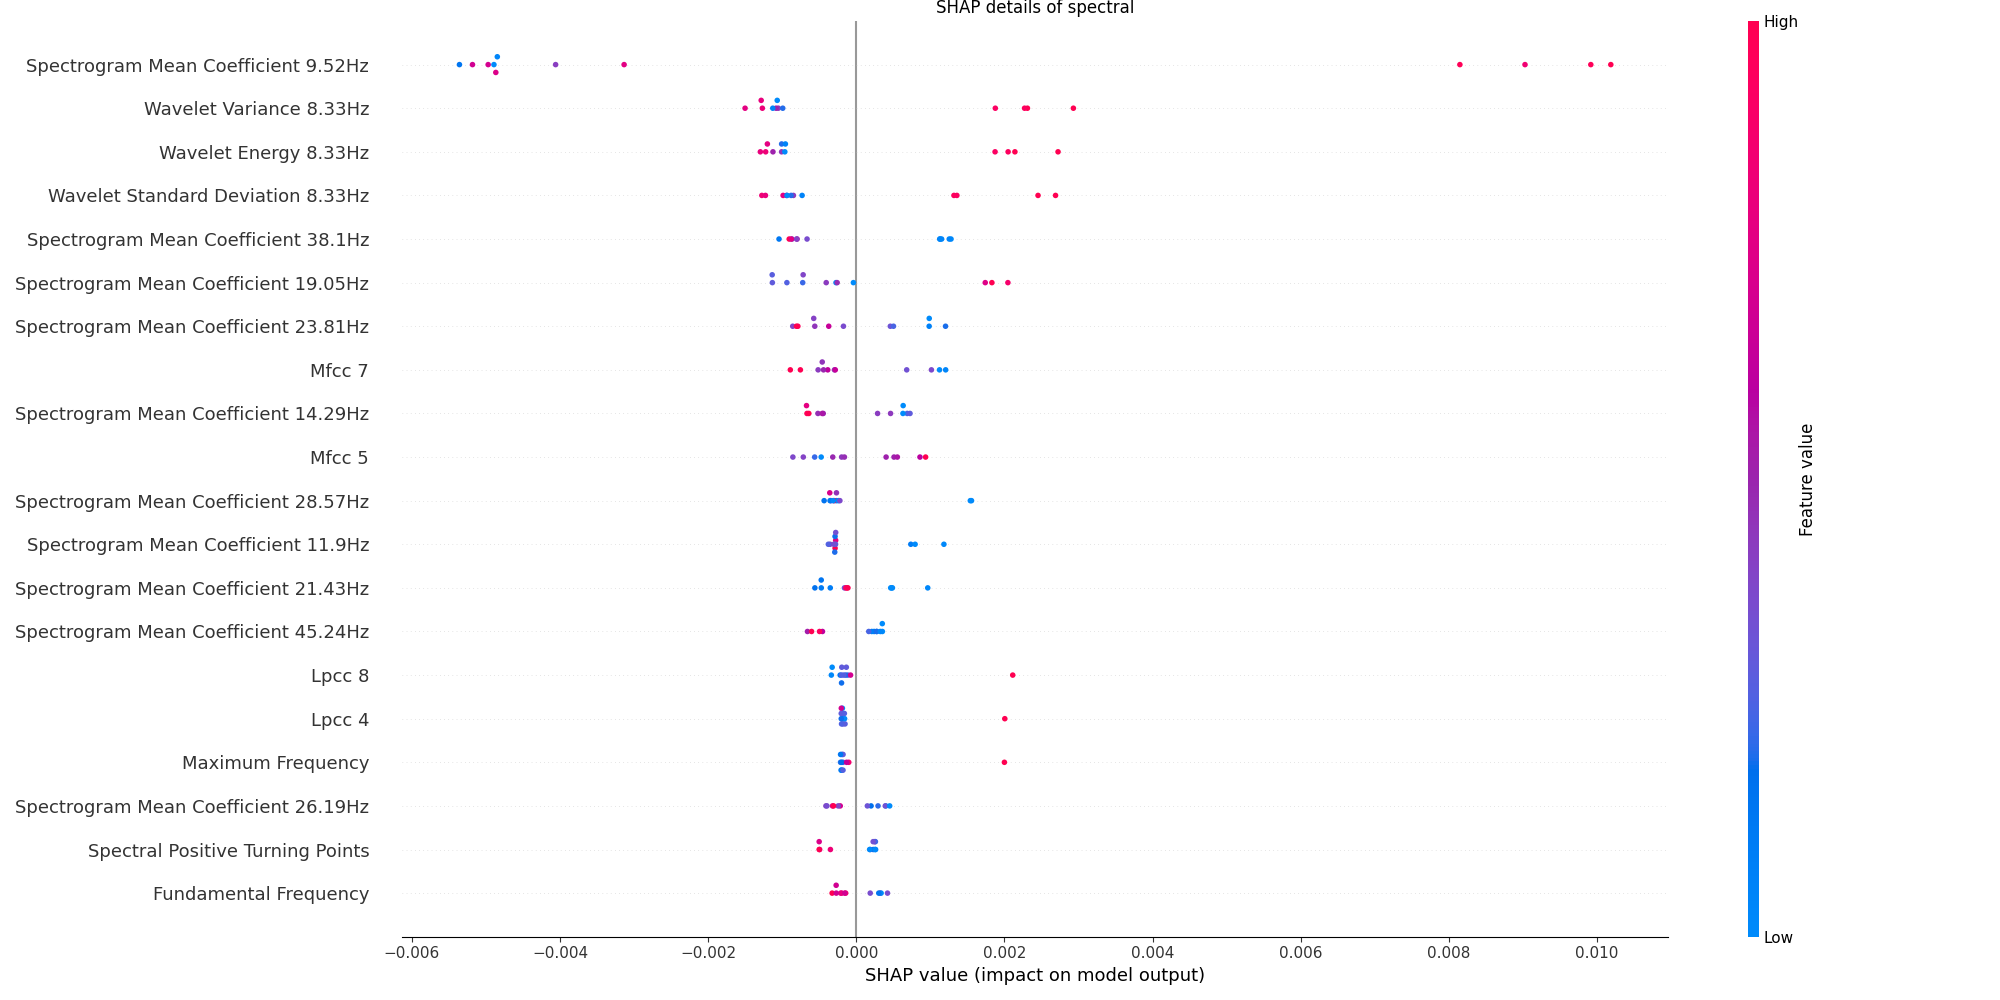 SHAP details of spectral
High
Spectrogram Mean Coefficient 9.52Hz
Wavelet Variance 8.33Hz
Wavelet Energy 8.33Hz
Wavelet Standard Deviation 8.33Hz
Spectrogram Mean Coefficient 38.1Hz
Spectrogram Mean Coefficient 19.05Hz
Spectrogram Mean Coefficient 23.81Hz
Mfcc 7
Spectrogram Mean Coefficient 14.29Hz
Mfcc 5
Spectrogram Mean Coefficient 28.57Hz
Spectrogram Mean Coefficient 11.9Hz
Spectrogram Mean Coefficient 21.43Hz
Spectrogram Mean Coefficient 45.24Hz
Lpcc 8
Lpcc 4
Maximum Frequency
Spectrogram Mean Coefficient 26.19Hz
Spectral Positive Turning Points
Fundamental Frequency
Feature value
Low
−0.006 −0.004 −0.002 0.000 0.002 0.004 0.006 0.008 0.010
SHAP value (impact on model output)